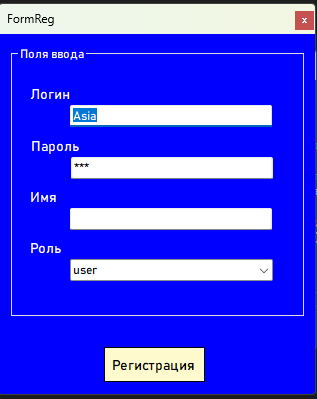 FormReg
x
Поля ввода
Логин
Asia
Пароль
***
Имя
Роль
user
Регистрация